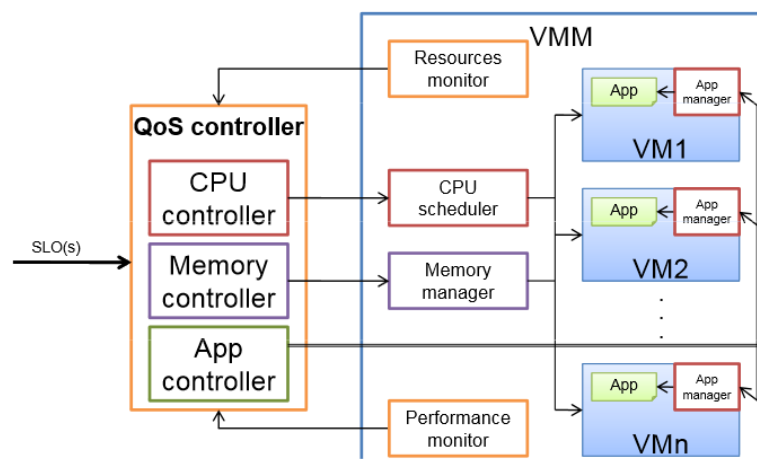 VMM
Resources
monitor
App
App
manager
VM1
QoS controller
CPU
controller
CPU
scheduler
App
App
manager
VM2
SLO(s)
Memory
controller
Memory
manager
App
controller
App
App
manager
VMn
Performance
monitor